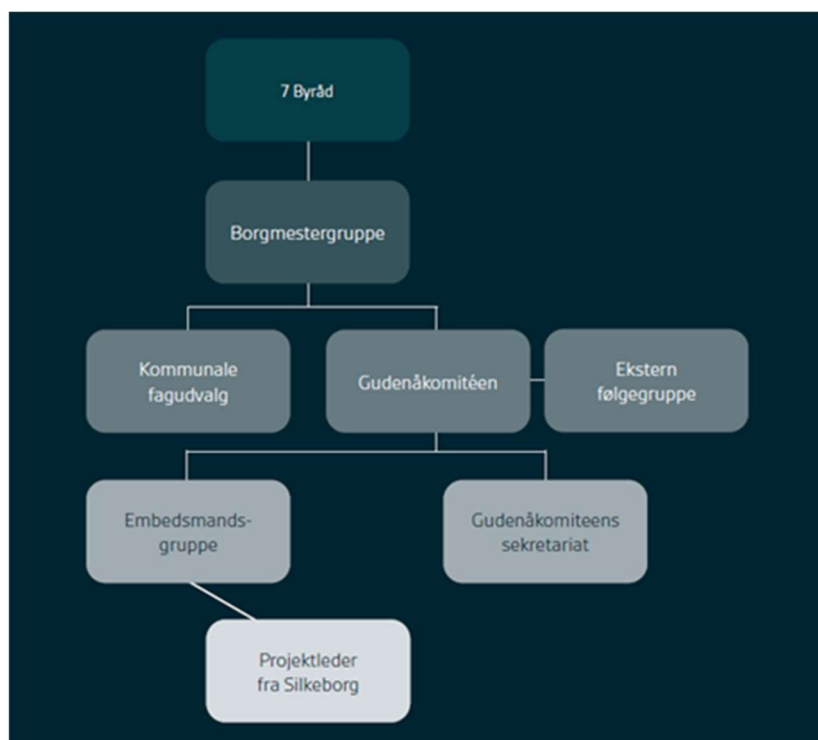 7 Byråd
Borgmestergruppe
Kommunale
fagudvalg
Gudenåkomitéen
Ekstern
følgegruppe
Embedsmands-
gruppe
Gudenåkomiteens
sekretariat
Projektleder
fra Silkeborg